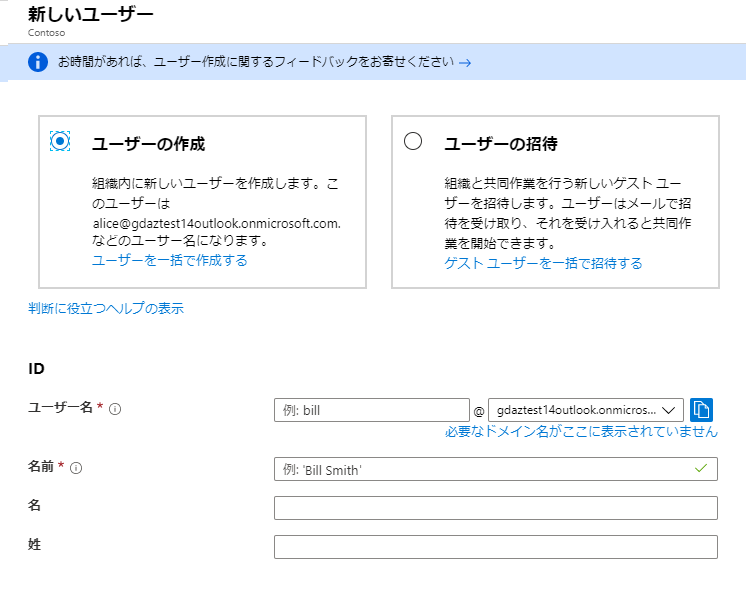 新しいユーザー
Contoso
お時間があれば、ユーザー作成に関するフィードバックをお寄せください →
ユーザーの作成
組織内に新しいユーザーを作成します。こ
のユーザーは
alice@gdaztest14outlook.onmicrosoft.com.
などのユーサー名になります。
ユーザーを一括で作成する
ユーザーの招待
組織と共同作業を行う新しいゲスト ユー
ザーを招待します。ユーザーはメールで招
待を受け取り、それを受け入れると共同作
業を開始できます。
ゲスト ユーザーを一括で招待する
判断に役立つヘルプの表示
ID
ユーザー名 * 例: bill @ gdaztest14outlook.onmicros...
必要なドメイン名がここに表示されていません
名前 * 例: 'Bill Smith'
名
姓